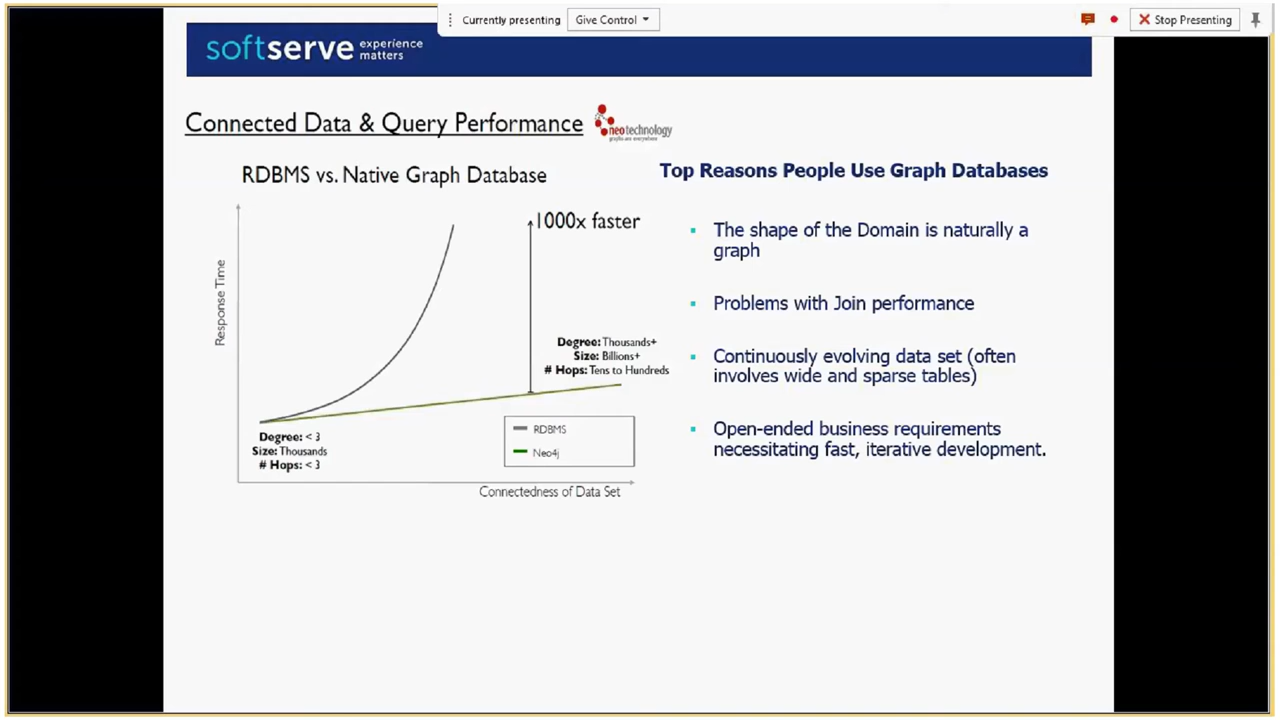 Currently presenting
Give Control
Stop Presenting
softserve
experience
matters
Connected Data & Query Performance
neotechnology
graphs are everywhere
RDBMS vs. Native Graph Database
1000x faster
Response Time
Degree: Thousands+
Size: Billions+
# Hops: Tens to Hundreds
Degree: < 3
Size: Thousands
# Hops: < 3
RDBMS
Neo4j
Connectedness of Data Set
Top Reasons People Use Graph Databases
The shape of the Domain is naturally a
graph
Problems with Join performance
Continuously evolving data set (often
involves wide and sparse tables)
Open-ended business requirements
necessitating fast, iterative development.